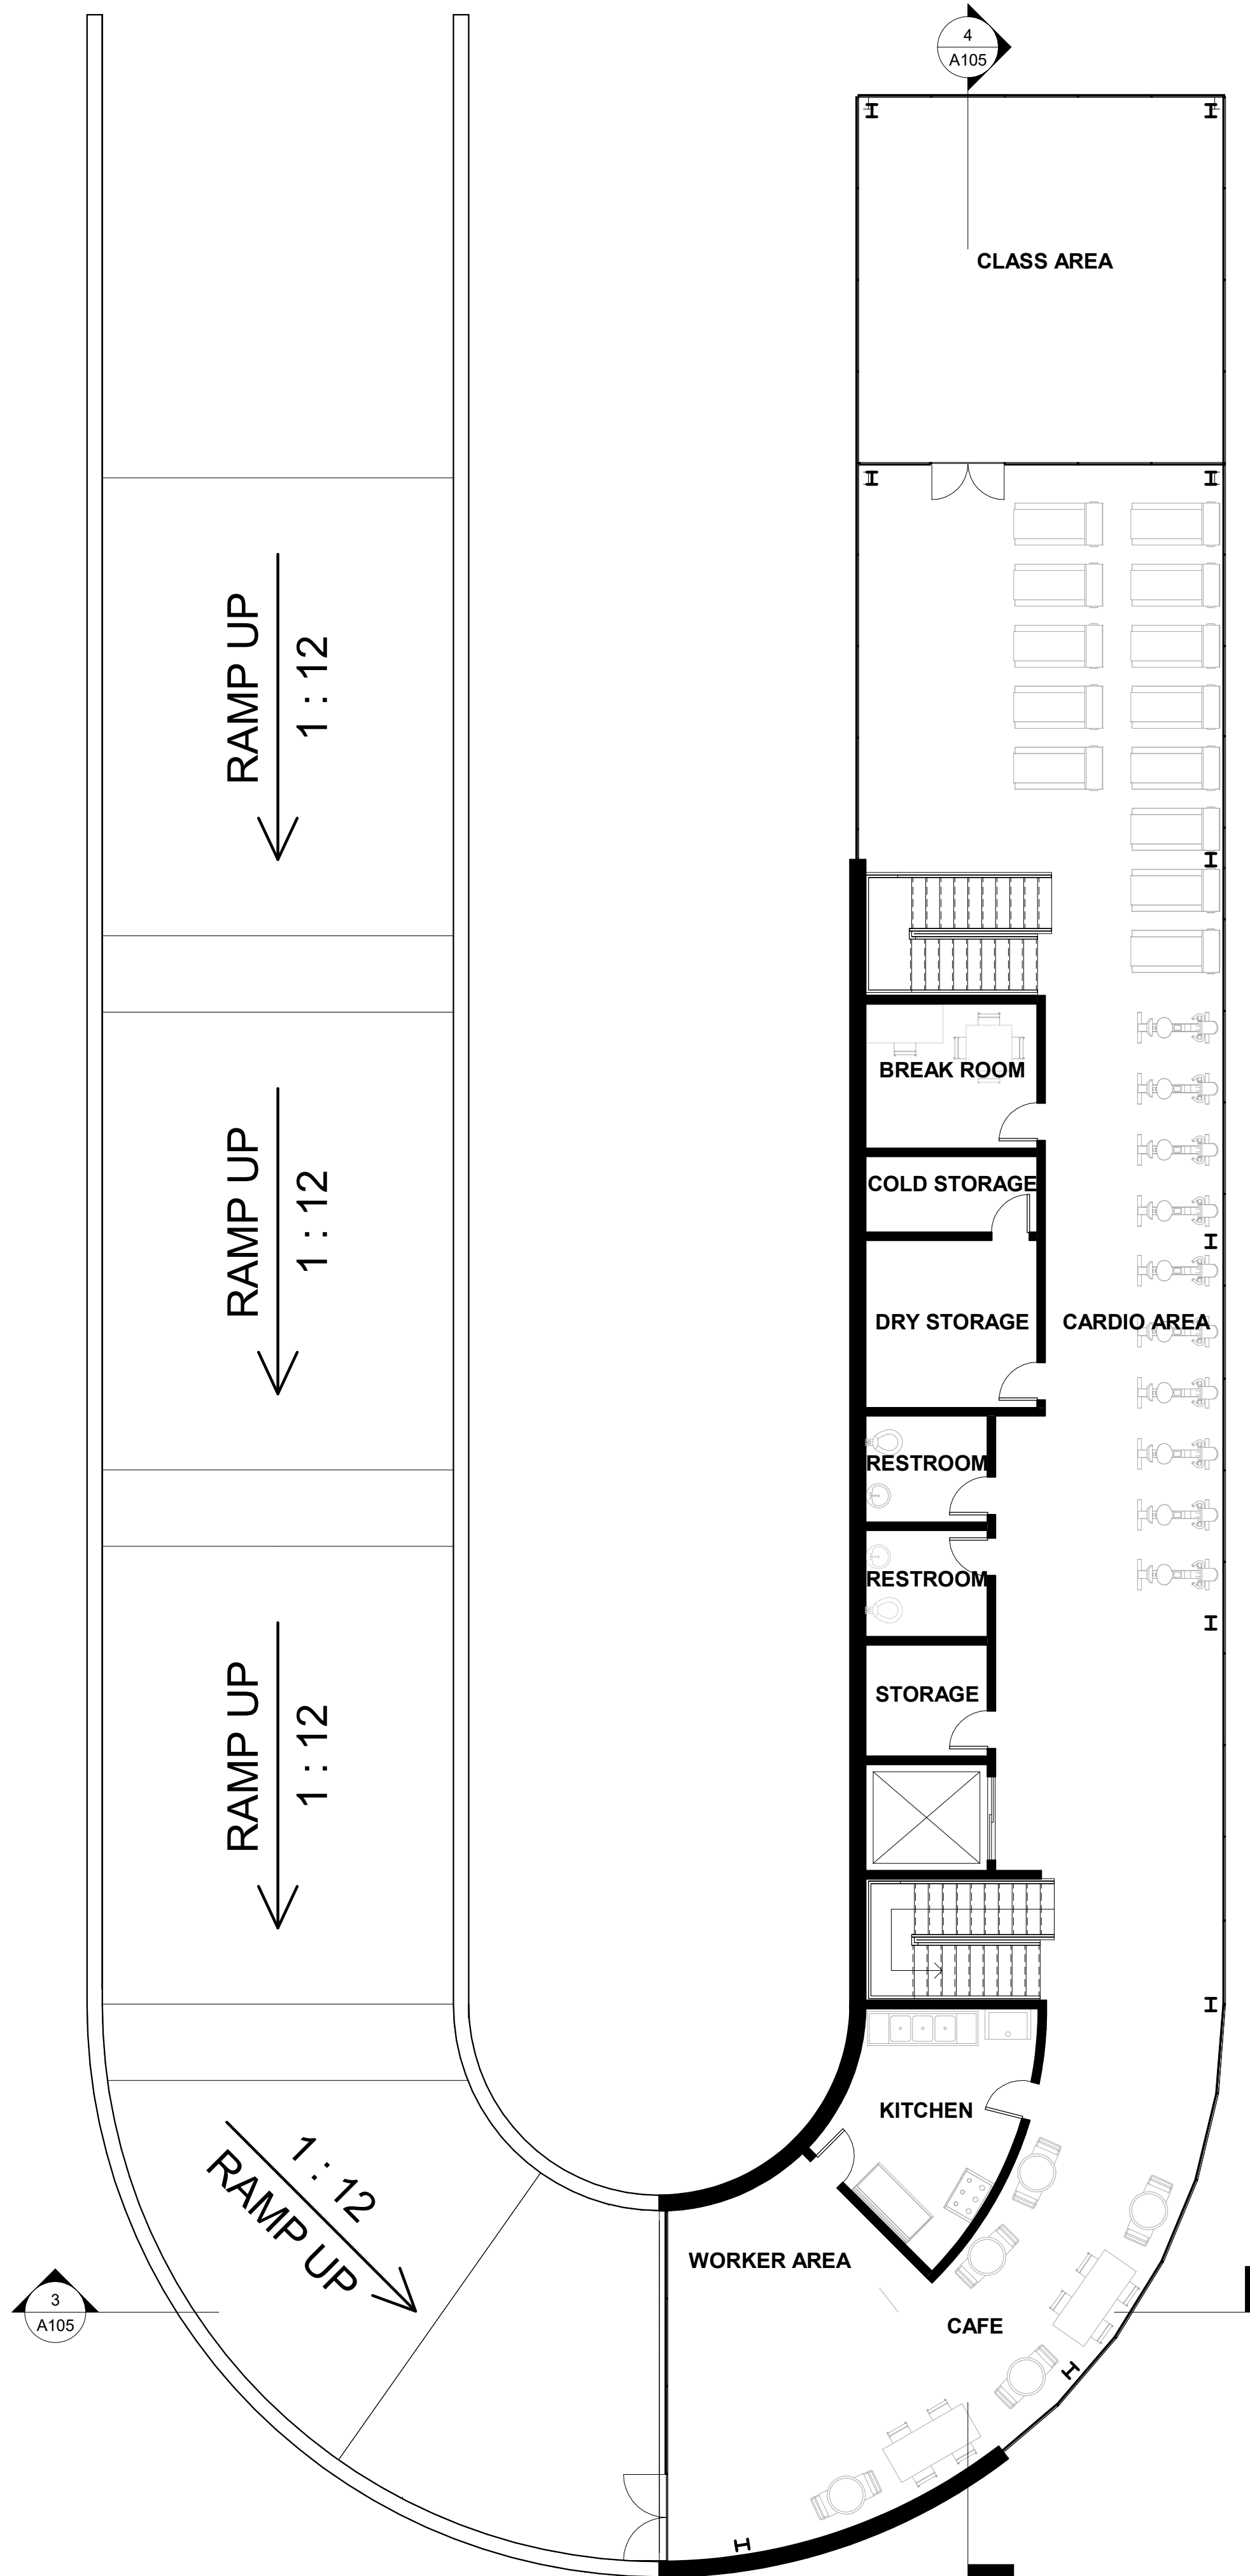 4
A105
CLASS AREA
RAMP UP
1 : 12
BREAK ROOM
RAMP UP
1 : 12
COLD STORAGE
DRY STORAGE
CARDIO AREA
RESTROOM
RESTROOM
RAMP UP
1 : 12
STORAGE
KITCHEN
1 : 12
RAMP UP
WORKER AREA
3
A105
CAFE